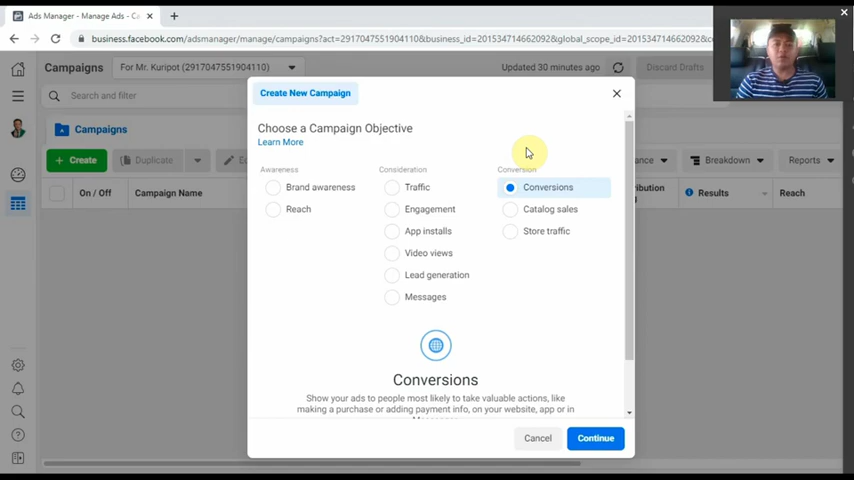 Ads Manager - Manage Ads - Ca
business.facebook.com/adsmanager/manage/campaigns?act=2917047551904110&business_id=201534714662092&global_scope_id=201534714662092&c
Campaigns
For Mr. Kuripot (2917047551904110)
Updated 30 minutes ago
Discard Drafts
Search and filter
Campaigns
Create
Duplicate
Breakdown
Reports
On / Off
Campaign Name
Results
Reach
Create New Campaign
Choose a Campaign Objective
Learn More
Awareness
Brand awareness
Reach
Consideration
Traffic
Engagement
App installs
Video views
Lead generation
Messages
Conversion
Conversions
Catalog sales
Store traffic
Conversions
Show your ads to people most likely to take valuable actions, like
making a purchase or adding payment info, on your website, app or in
Cancel
Continue